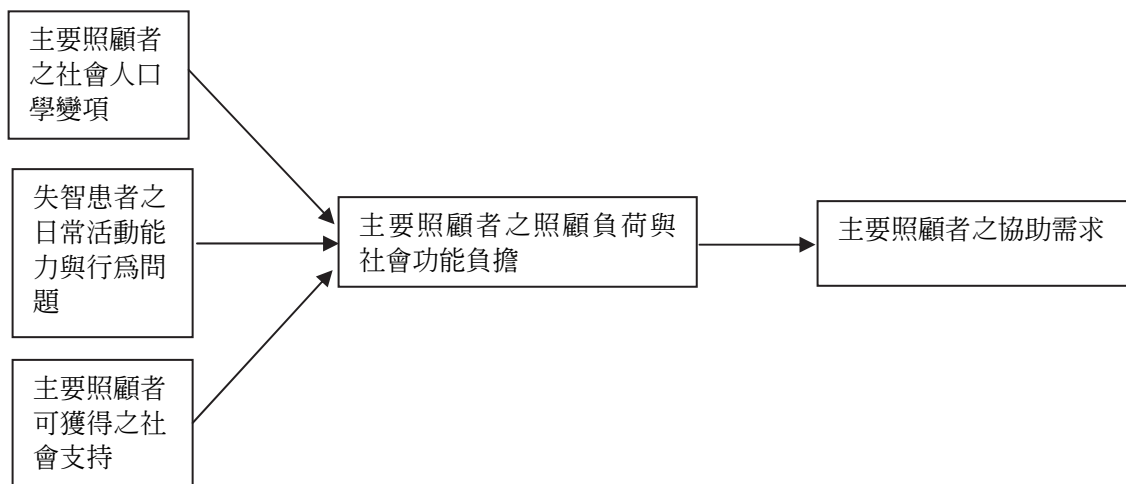 主要照顧者
之社會人口
學變項
失智患者之
日常活動能
力與行爲問
題
主要照顧者
可獲得之社
會支持
主要照顧者之照顧負荷與
社會功能負擔
主要照顧者之協助需求